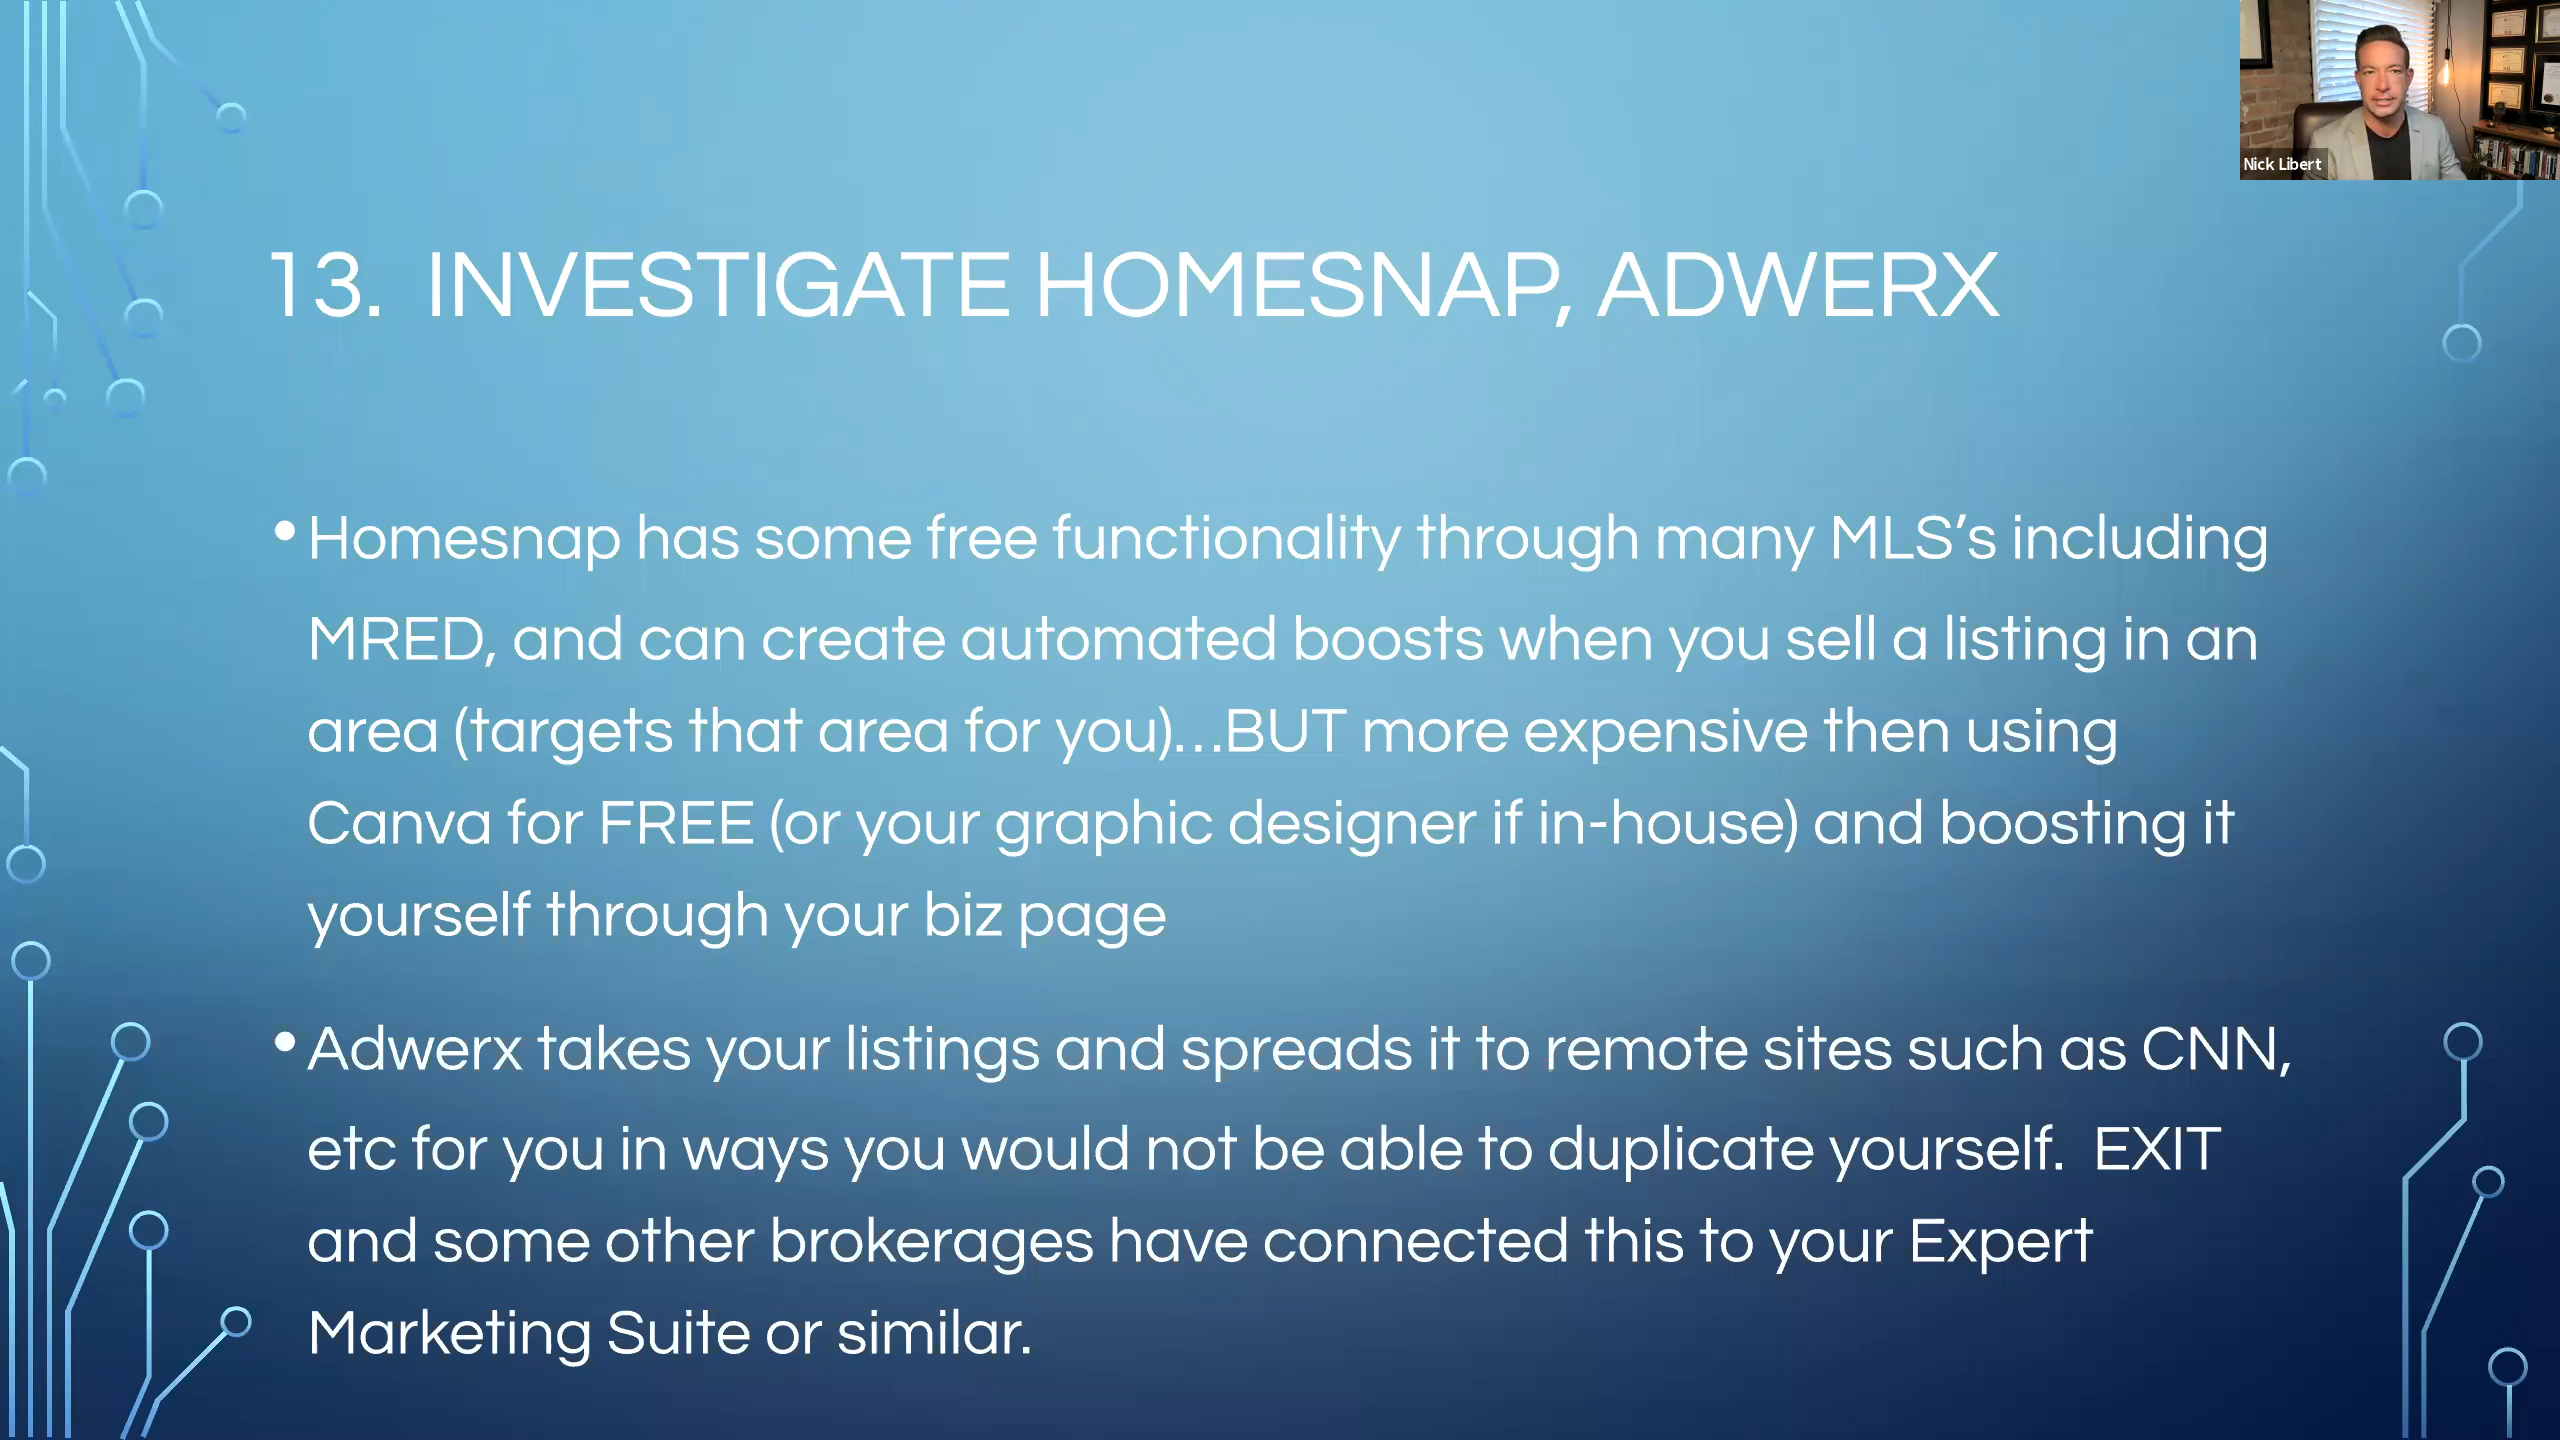 Nick Libert
13. INVESTIGATE HOMESNAP, ADWERX
• Homesnap has some free functionality through many MLS’s including
MRED, and can create automated boosts when you sell a listing in an
area (targets that area for you)…BUT more expensive then using
Canva for FREE (or your graphic designer if in-house) and boosting it
yourself through your biz page
• Adwerx takes your listings and spreads it to remote sites such as CNN,
etc for you in ways you would not be able to duplicate yourself.  EXIT
and some other brokerages have connected this to your Expert
Marketing Suite or similar.